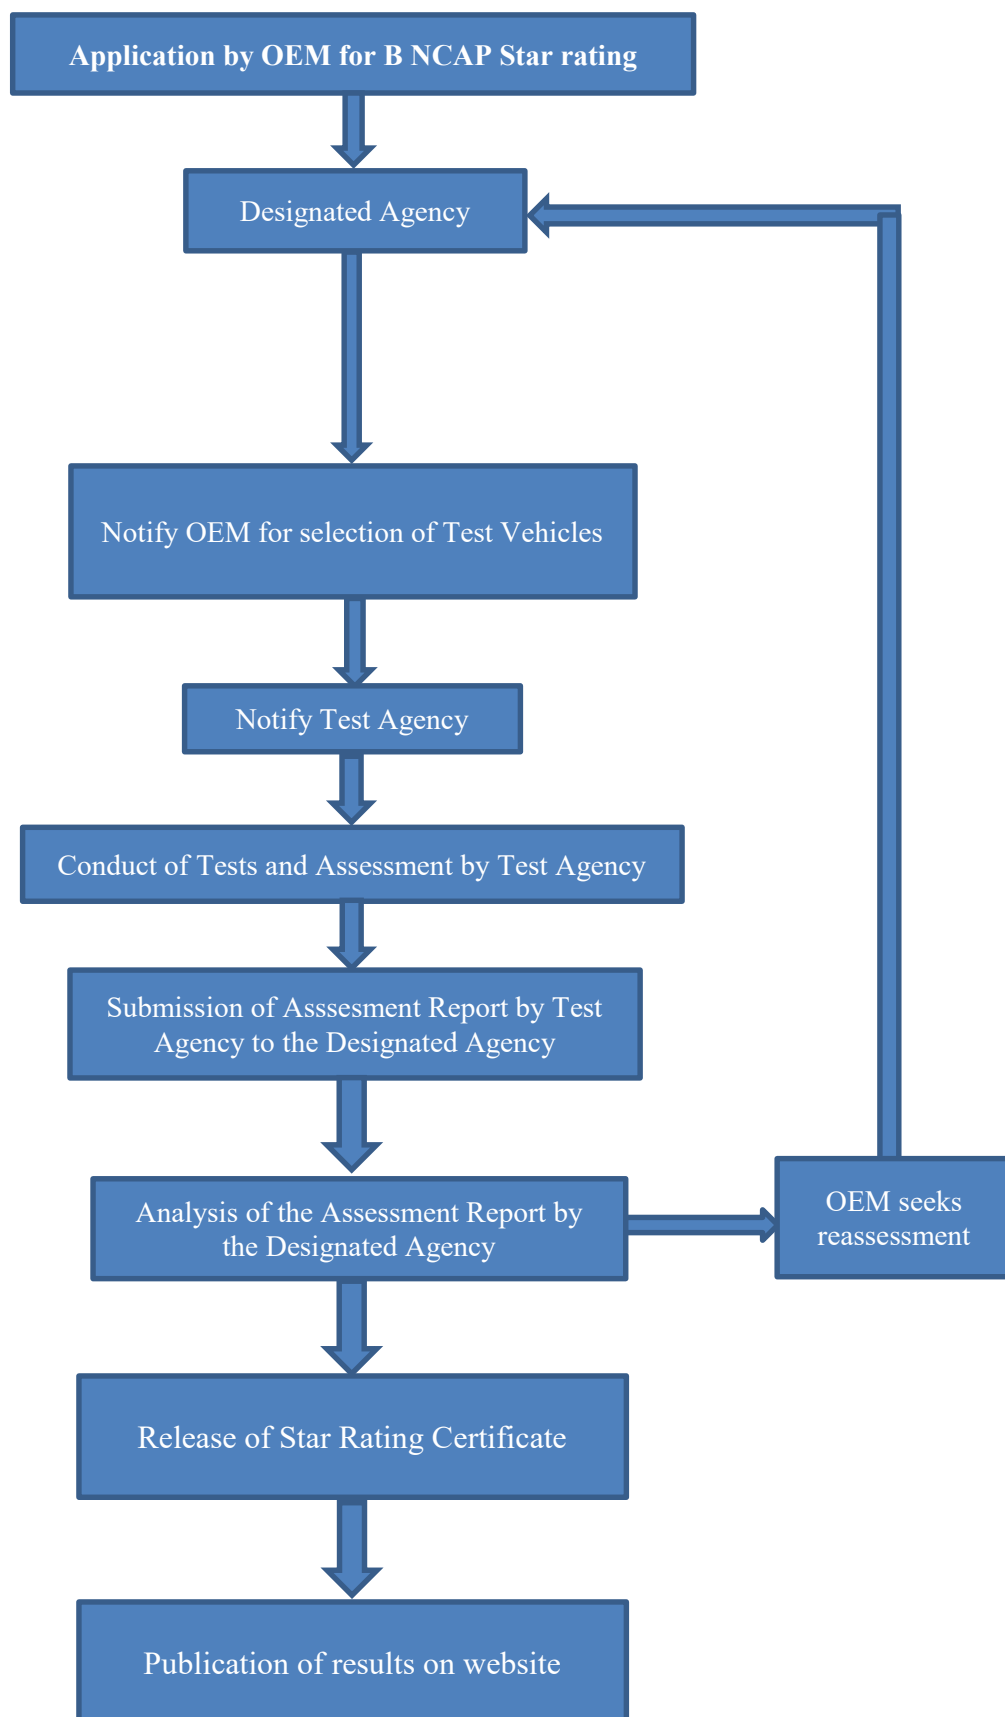 Application by OEM for B NCAP Star rating
Designated Agency
Notify OEM for selection of Test Vehicles
Notify Test Agency
Conduct of Tests and Assessment by Test Agency
Submission of Asssesment Report by Test
Agency to the Designated Agency
Analysis of the Assessment Report by
the Designated Agency
OEM seeks
reassessment
Release of Star Rating Certificate
Publication of results on website